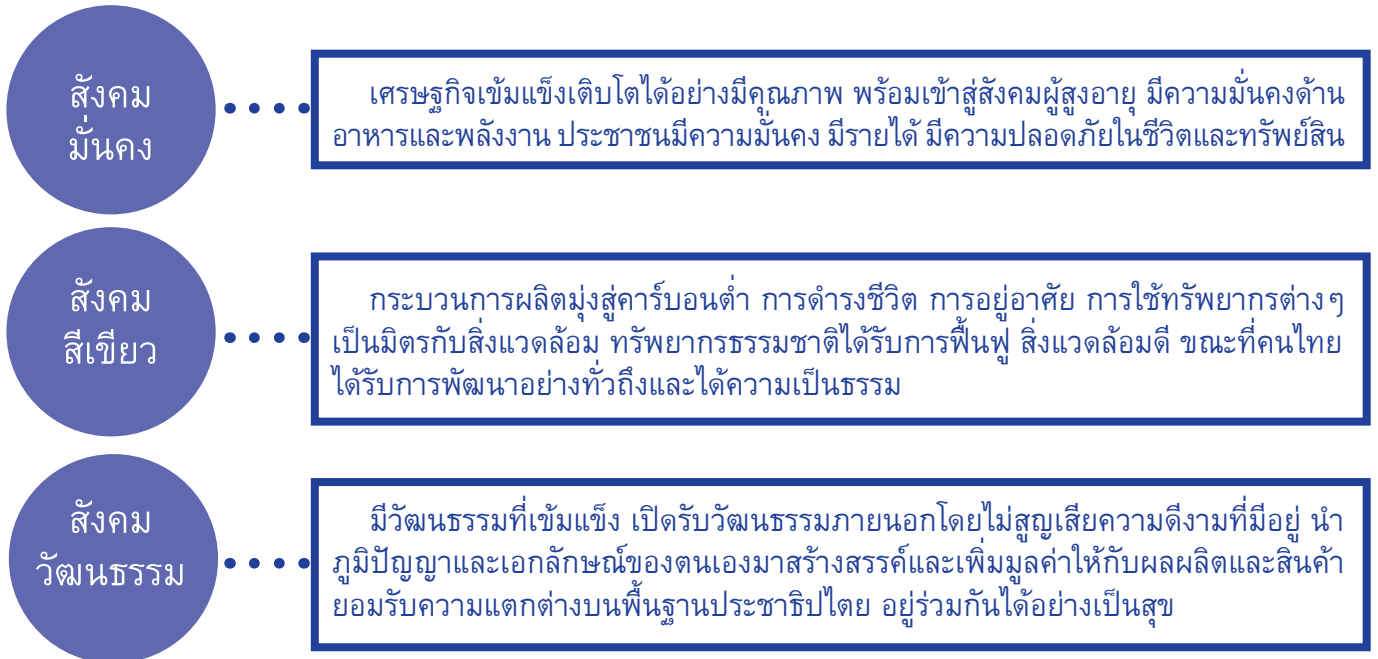 สังคม
มั่นคง
เศรษฐกิจเข้มแข็งเติบโตได้อย่างมีคุณภาพ พร้อมเข้าสู่สังคมผู้สูงอายุ มีความมั่นคงด้าน
อาหารและพลังงาน ประชาชนมีความมั่นคง มีรายได้ มีความปลอดภัยในชีวิตและทรัพย์สิน
สังคม
สีเขียว
กระบวนการผลิตมุ่งสู่คาร์บอนต่ำ การดำรงชีวิต การอยู่อาศัย การใช้ทรัพยากรต่างๆ
เป็นมิตรกับสิ่งแวดล้อม ทรัพยากรธรรมชาติได้รับการฟื้นฟู สิ่งแวดล้อมดี ขณะที่คนไทย
ได้รับการพัฒนาอย่างทั่วถึงและได้ความเป็นธรรม
สังคม
วัฒนธรรม
มีวัฒนธรรมที่เข้มแข็ง เปิดรับวัฒนธรรมภายนอกโดยไม่สูญเสียความดีงามที่มีอยู่ นำ
ภูมิปัญญาและเอกลักษณ์ของตนเองมาสร้างสรรค์และเพิ่มมูลค่าให้กับผลผลิตและสินค้า
ยอมรับความแตกต่างบนพื้นฐานประชาธิปไตย อยู่ร่วมกันได้อย่างเป็นสุข